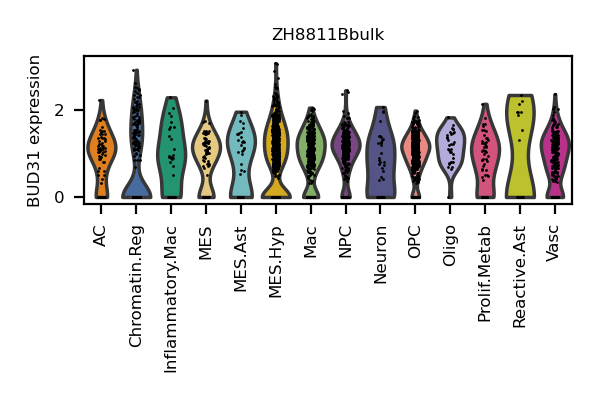 ZH8811Bbulk
BUD31 expression
2
0
AC
Chromatin.Reg
Inflammatory.Mac
MES
MES.Ast
MES.Hyp
Mac
NPC
Neuron
OPC
Oligo
Prolif.Metab
Reactive.Ast
Vasc